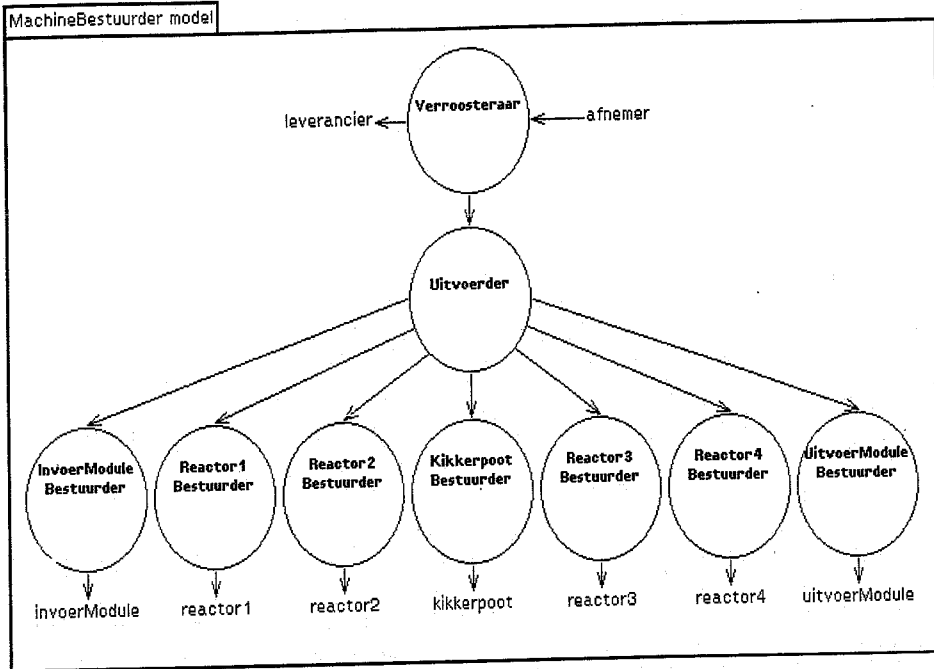 MachineBestuurder model
Verroosteraar
leverancier
afnemer
Uitvoerder
InvoerModule
Bestuurder
Reactor1
Bestuurder
Reactor2
Bestuurder
Kikkerpoot
Bestuurder
Reactor3
Bestuurder
Reactor4
Bestuurder
UitvoerModule
Bestuurder
invoerModule
reactor1
reactor2
kikkerpoot
reactor3
reactor4
uitvoerModule